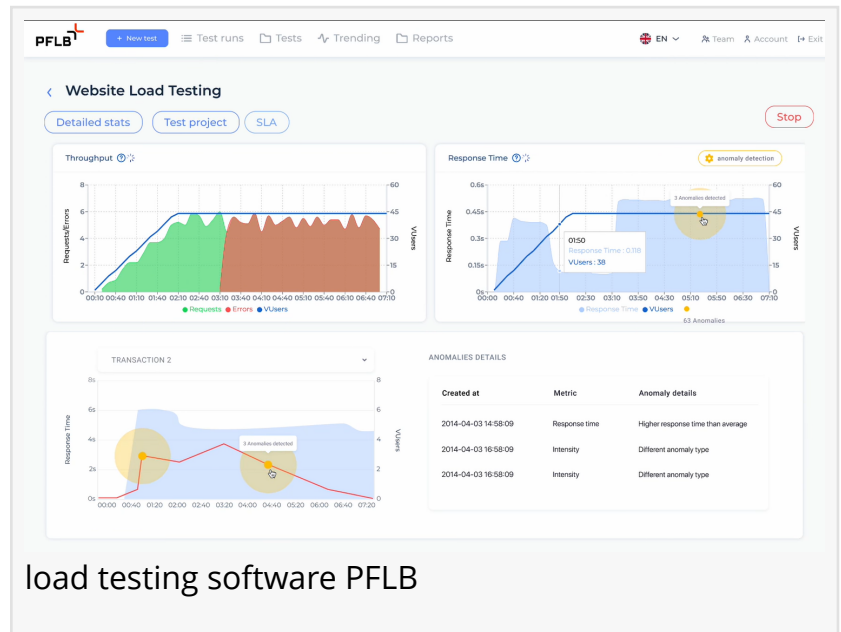 PFLB
+ New test
Test runs
Tests
Trending
Reports
EN
Team
Account
Exit
Website Load Testing
Detailed stats
Test project
SLA
Stop
Throughput
Requests/Errors
8
6
4
2
0
60
45
30
15
0
VUsers
00:10 00:40 01:10 01:40 02:10 02:40 03:10 03:40 04:10 04:40 05:10 05:40 06:10 06:40 07:10
Requests Errors VUsers
Response Time
anomaly detection
Response Time
0.6s
0.45s
0.3s
0.15s
0s
3 Anomalies detected
01:50
Response Time : 0.118
VUsers : 38
60
45
30
15
0
VUsers
00:00 00:40 01:20 01:50 02:30 03:10 03:50 04:30 05:10 05:50 06:30 07:10
Response Time VUsers
63 Anomalies
TRANSACTION 2
Response Time
8s
6s
4s
2s
0s
3 Anomalies detected
8
6
4
2
0
VUsers
00:00 00:40 01:20 02:00 02:40 03:20 04:00 04:40 05:20 06:00 06:40 07:20
ANOMALIES DETAILS
Created at Metric Anomaly details
2014-04-03 14:58:09 Response time Higher response time than average
2014-04-03 16:58:09 Intensity Different anomaly type
2014-04-03 16:58:09 Intensity Different anomaly type
load testing software PFLB